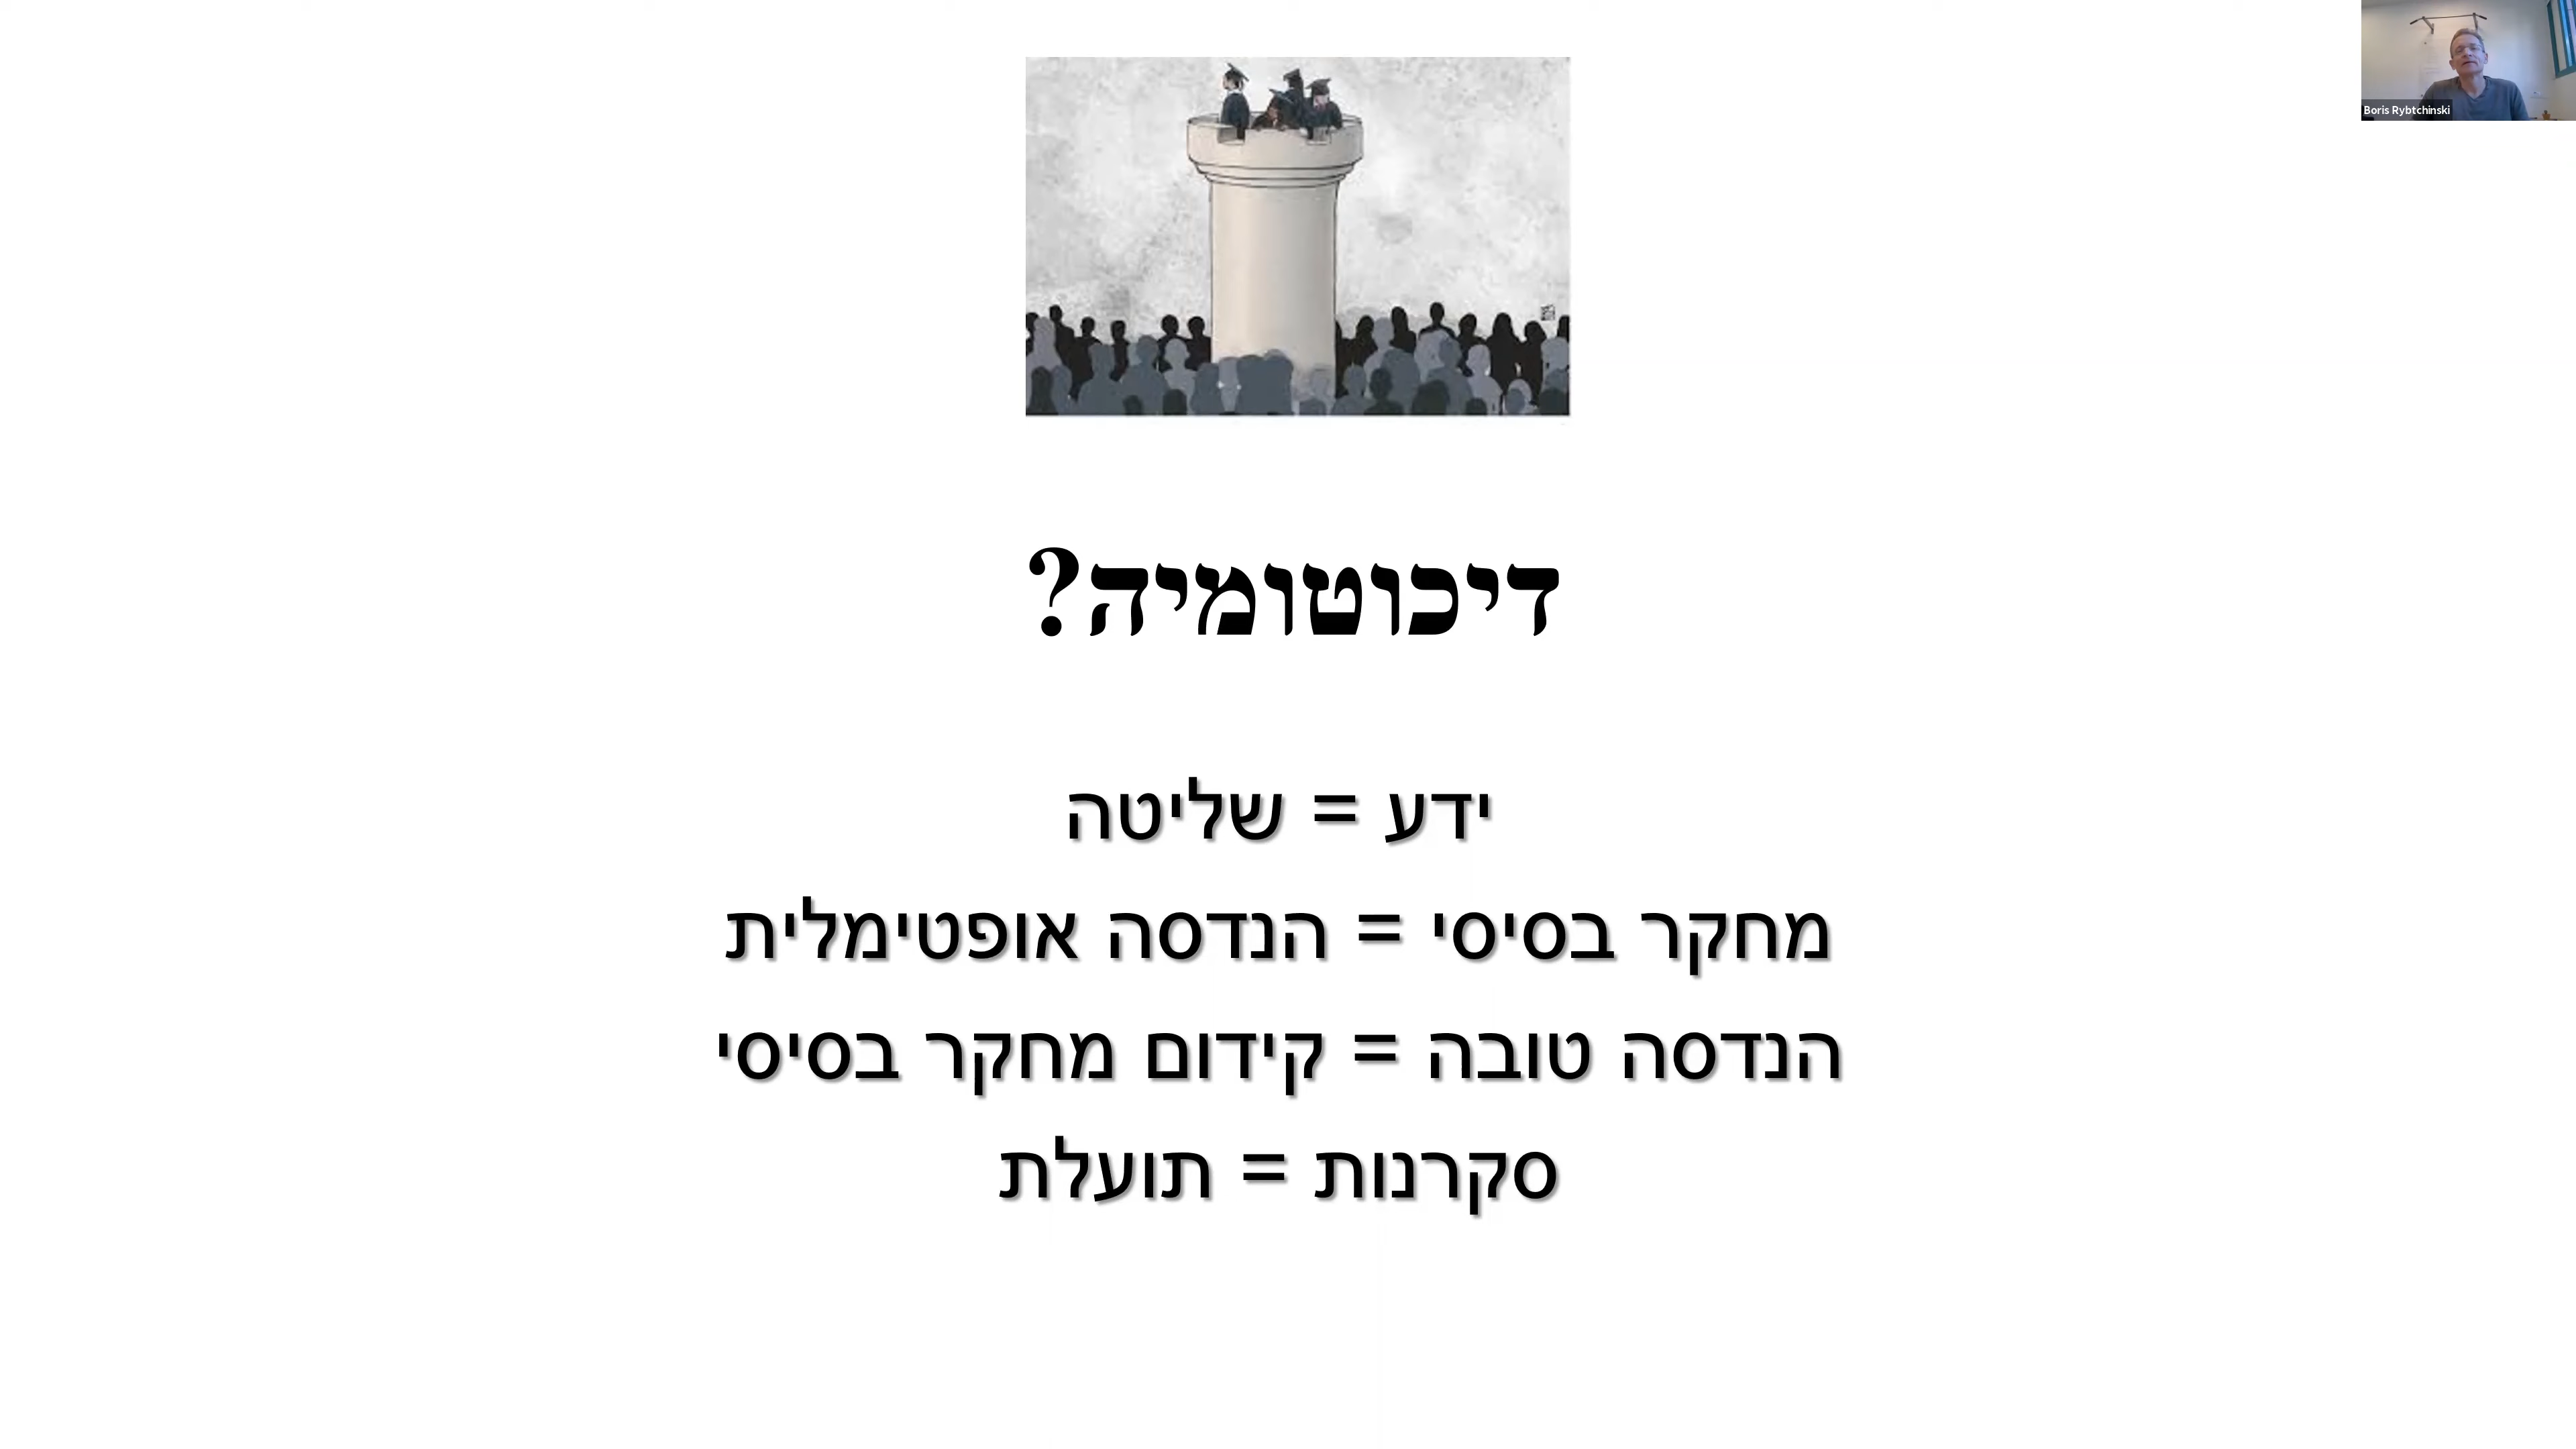 Boris Rybtchinski
דיכוטומיה?
ידע = שליטה
מחקר בסיסי = הנדסה אופטימלית
הנדסה טובה = קידום מחקר בסיסי
סקרנות = תועלת